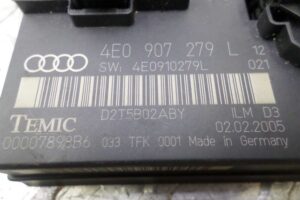 4E0 907 279 L 12
SW: 4E0910279L 021
D2T5B02ABY ILM D3
TEMIC 02.02.2005
00007898B6 033 TFK 0001 Made in Germany